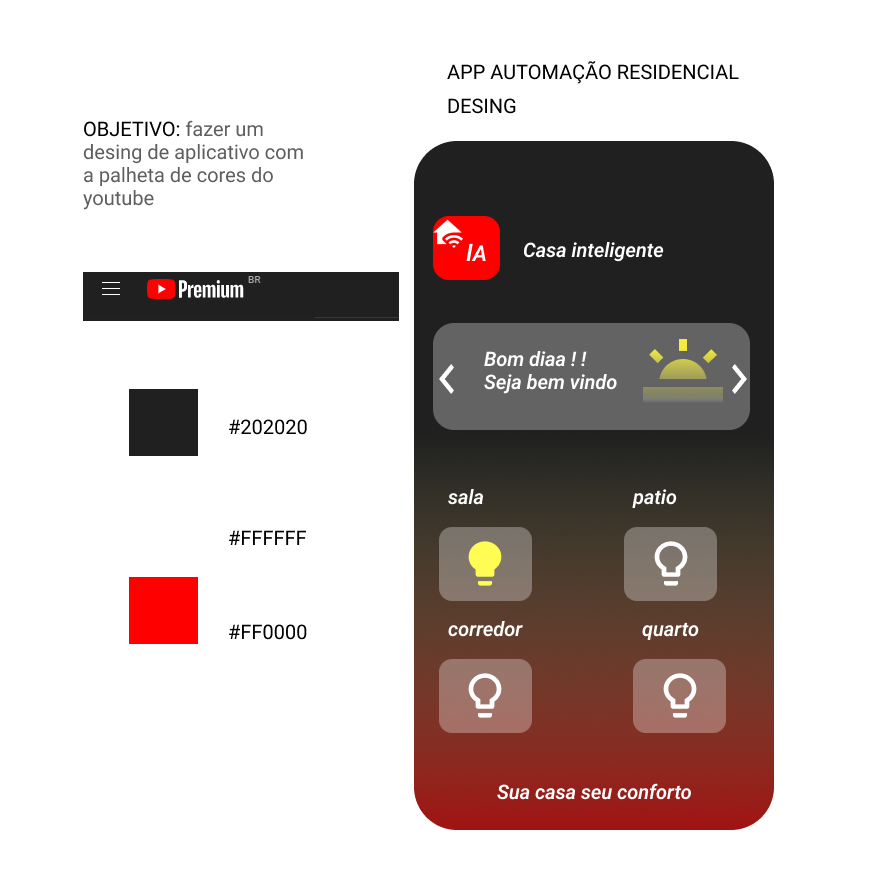 APP AUTOMAÇÃO RESIDENCIAL
DESING
OBJETIVO: fazer um
desing de aplicativo com
a palheta de cores do
youtube
Premium BR
#202020
#FFFFFF
#FF0000
IA
Casa inteligente
Bom diaa ! !
Seja bem vindo
sala
patio
corredor
quarto
Sua casa seu conforto